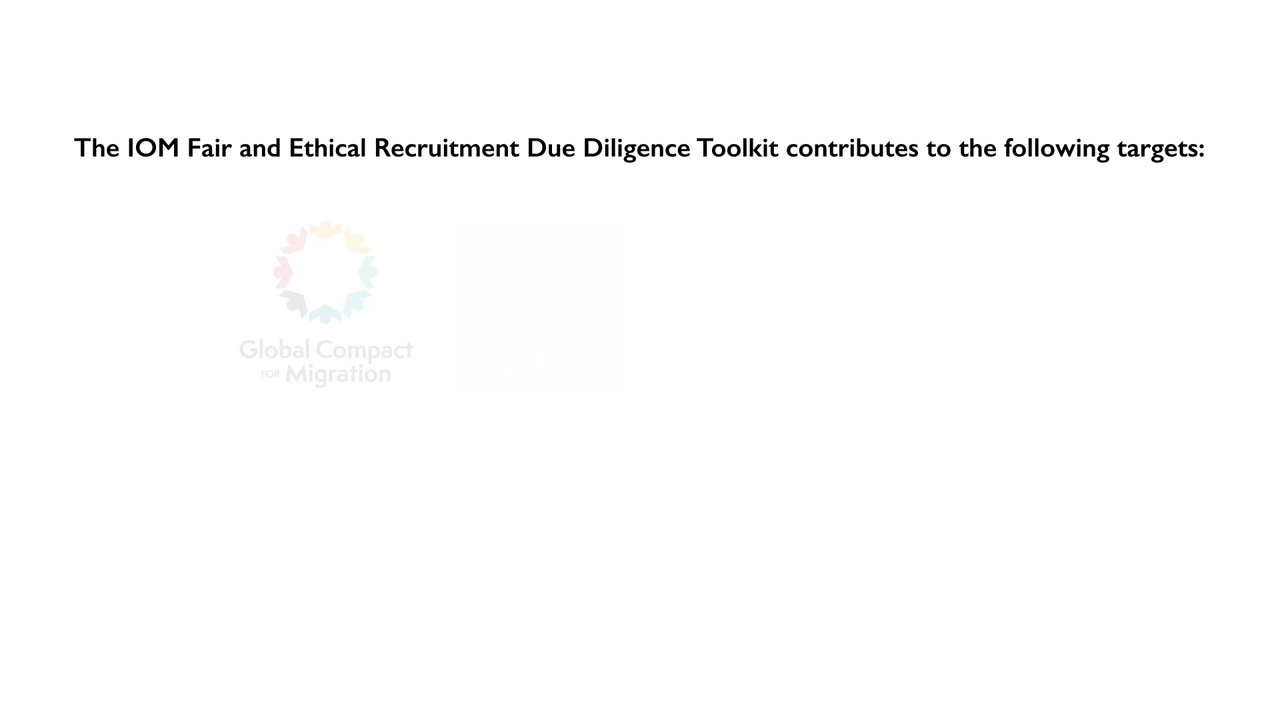 The IOM Fair and Ethical Recruitment Due Diligence Toolkit contributes to the following targets:
Global Compact
FOR Migration